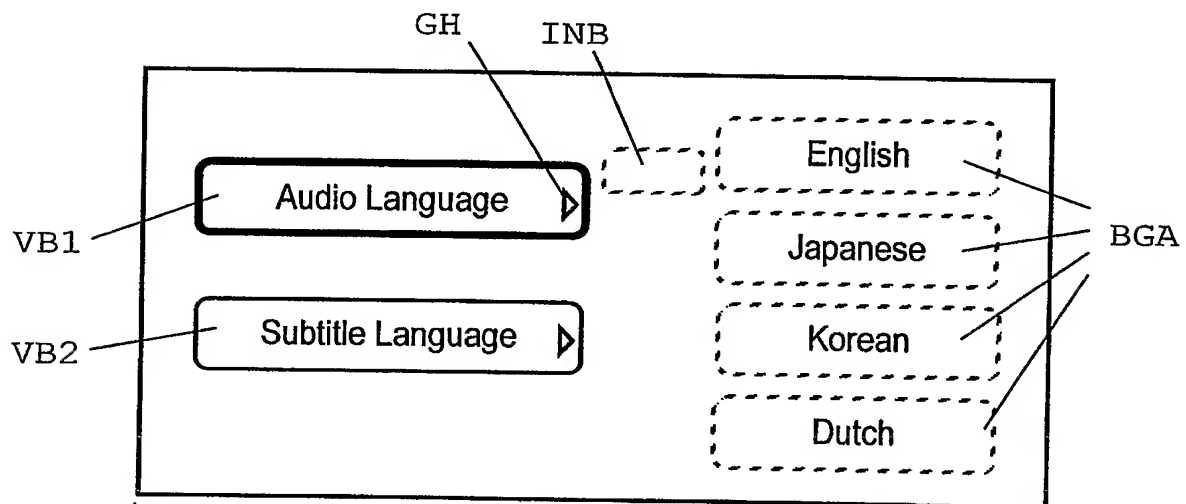 GH
INB
English
Audio Language
VB1
Japanese
BGA
Subtitle Language
VB2
Korean
Dutch